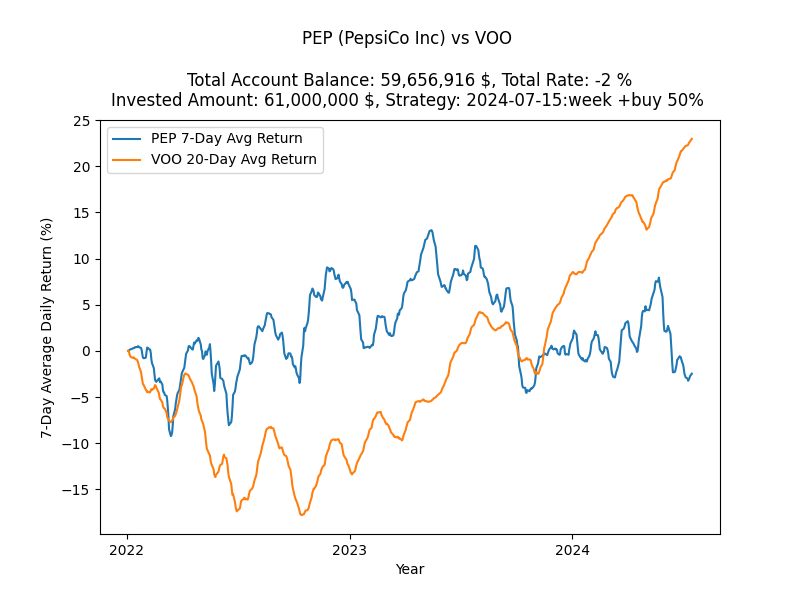 PEP (PepsiCo Inc) vs VOO
Total Account Balance: 59,656,916 $, Total Rate: -2 %
Invested Amount: 61,000,000 $, Strategy: 2024-07-15:week +buy 50%
PEP 7-Day Avg Return
VOO 20-Day Avg Return
7-Day Average Daily Return (%)
25
20
15
10
5
0
−5
−10
−15
2022
2023
2024
Year